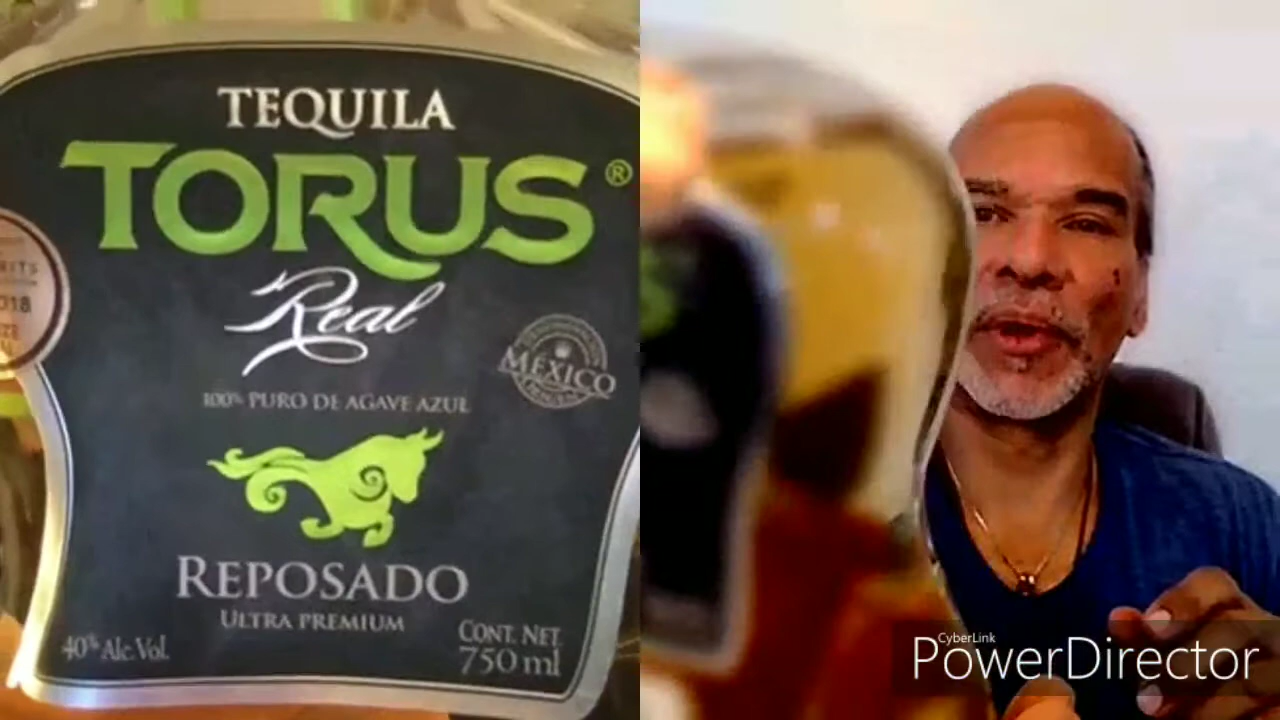 TEQUILA
TORUS®
Real
MÉXICO
100% PURO DE AGAVE AZUL
REPOSADO
ULTRA PREMIUM
40% Alc. Vol.
CONT. NET.
750 ml
CyberLink
PowerDirector